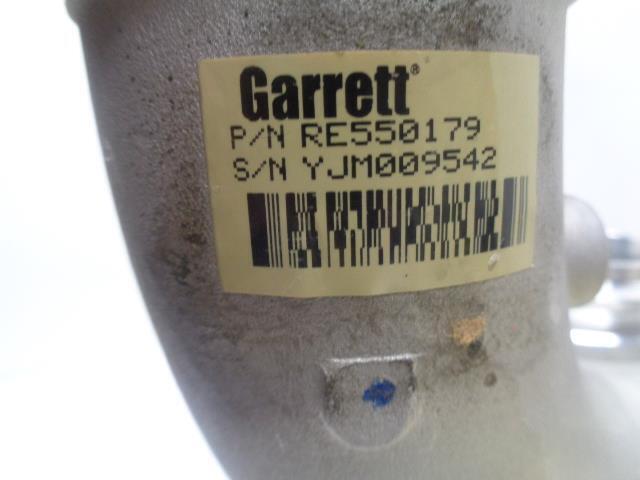 Garrett®
P/N RE550179
S/N YJM009542